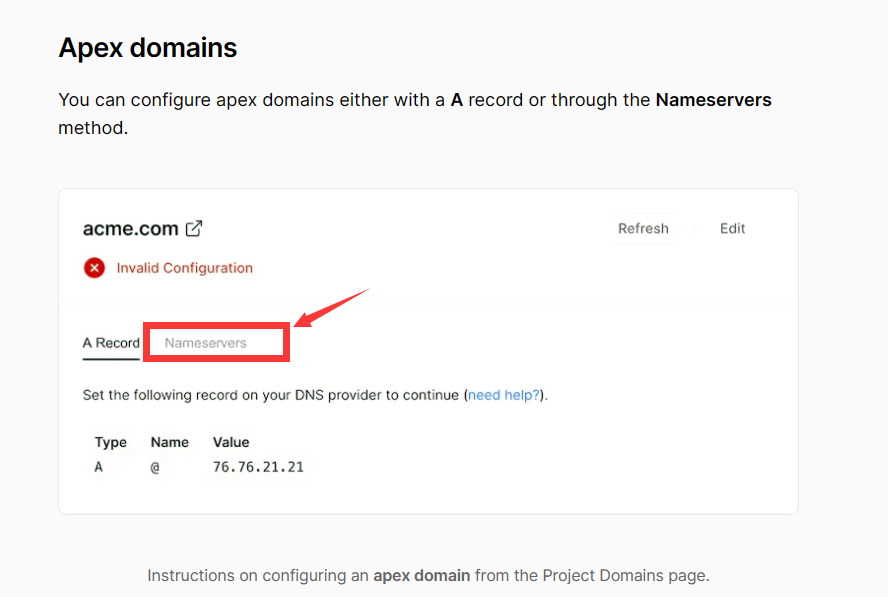 Apex domains
You can configure apex domains either with a A record or through the Nameservers
method.
acme.com
Refresh
Edit
Invalid Configuration
A Record
Nameservers
Set the following record on your DNS provider to continue (need help?).
Type Name Value
A @ 76.76.21.21
Instructions on configuring an apex domain from the Project Domains page.